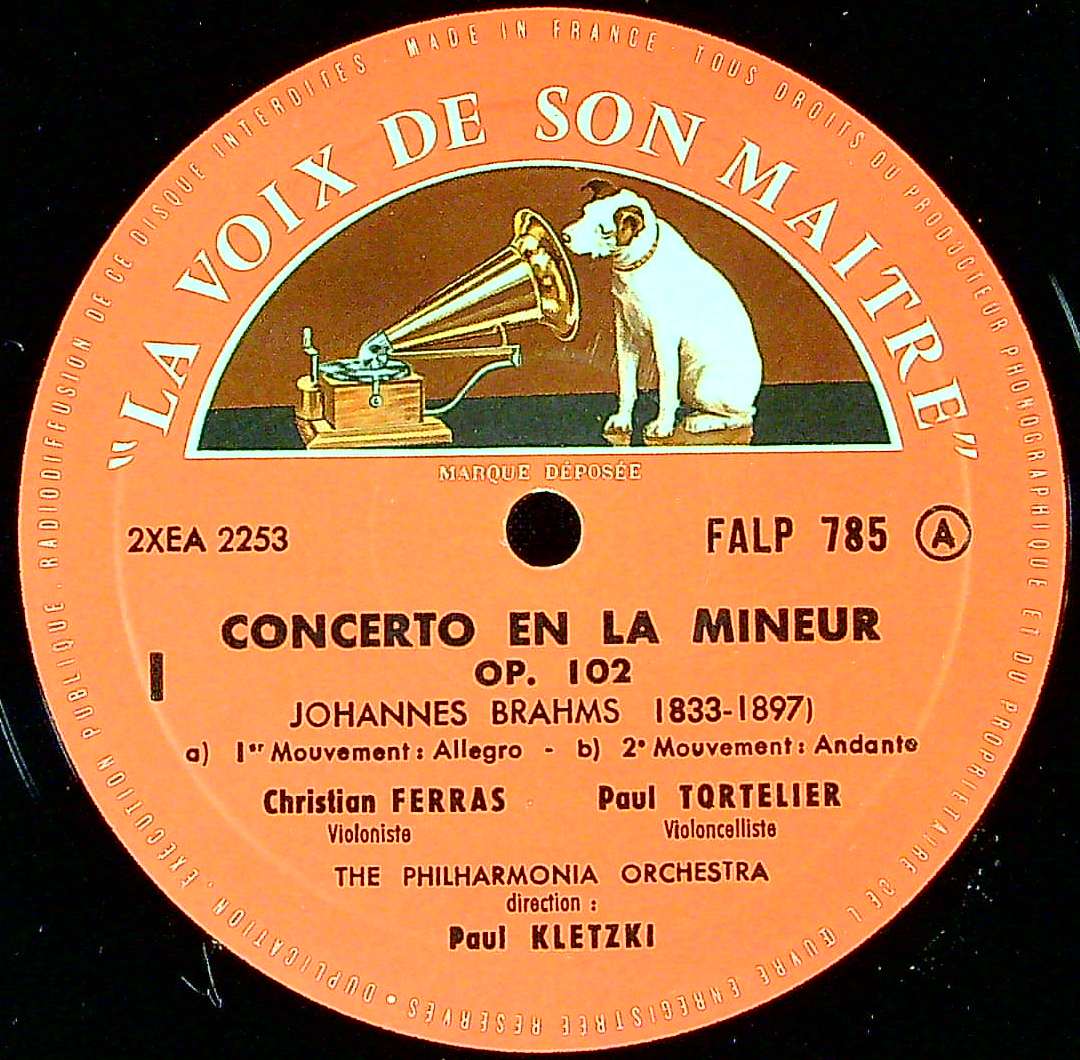 MADE IN FRANCE TOUS DROITS DU PRODUCTEUR PHONOGRAPHIQUE ET DU PROPRIETAIRE DE L'ŒUVRE ENREGISTREE RESERVÉS • DUPLICATION. EXÉCUTION PUBLIQUE. RADIODIFFUSION DE CE DISQUE INTERDITES
"LA VOIX DE SON MAITRE"
MARQUE DÉPOSÉE
2XEA 2253
FALP 785 A
CONCERTO EN LA MINEUR
I
OP. 102
JOHANNES BRAHMS 1833-1897)
a) 1er Mouvement : Allegro - b) 2e Mouvement : Andante
Christian FERRAS Paul TORTELIER
Violoniste Violoncelliste
THE PHILHARMONIA ORCHESTRA
direction :
Paul KLETZKI